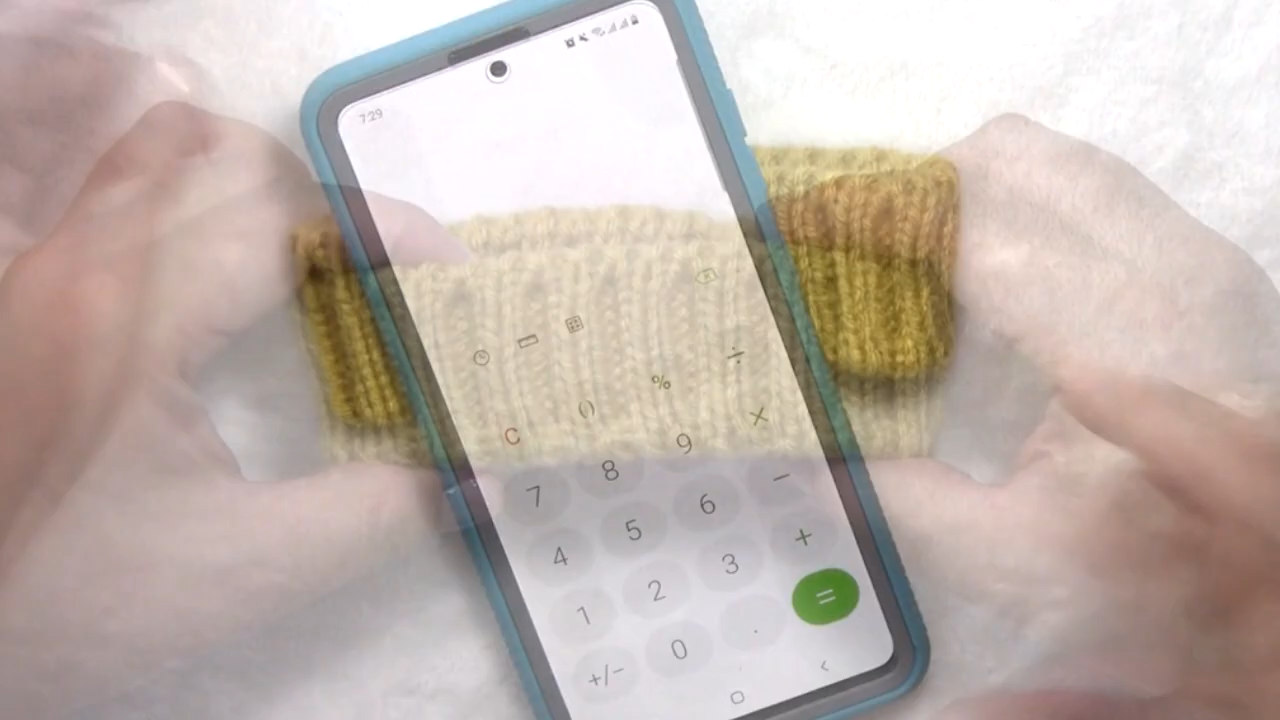 7:29
C () % ÷
7 8 9 ×
4 5 6 −
1 2 3 +
+/− 0 . =